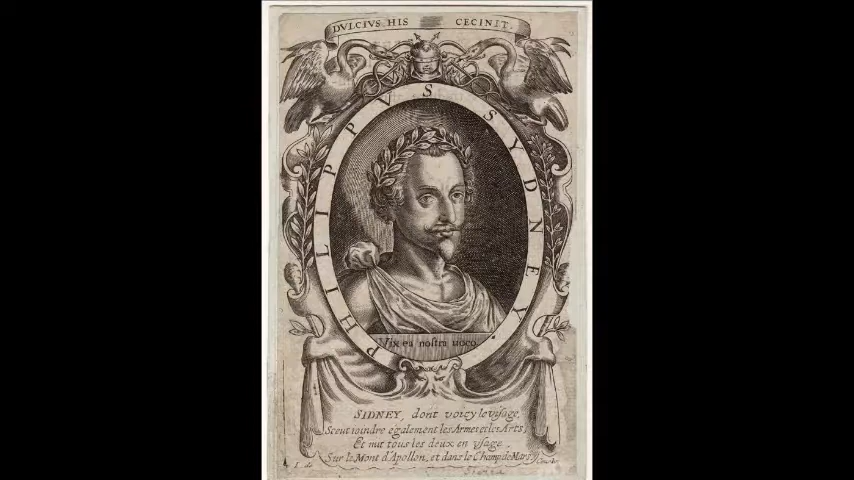 DVLCIVS HIS CECINIT.
PHILIPPVS SYDNEY.
Vix ea nostra uoco.
SIDNEY, dont voicy le visage,
Sceut ioindre également les Armes et les Arts,
Et mit tous les deux en vsage,
Sur le Mont d'Apollon, et dans le Champ de Mars
I. de